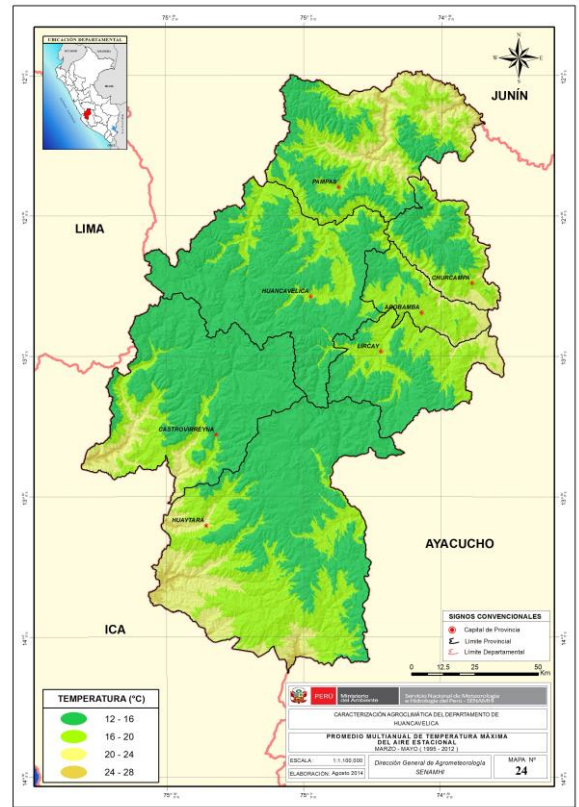 UBICACIÓN DEPARTAMENTAL
75°
75°
74°
JUNÍN
LIMA
PAMPAS
CHURCAMPA
HUANCAVELICA
ACOBAMBA
LIRCAY
CASTROVIRREYNA
HUAYTARÁ
AYACUCHO
ICA
SIGNOS CONVENCIONALES
Capital de Provincia
Límite Provincial
Límite Departamental
0 12.5 25 50
Km
TEMPERATURA (°C)
12 - 16
16 - 20
20 - 24
24 - 28
PERÚ
Ministerio del Ambiente
Servicio Nacional de Meteorología e Hidrología del Perú - SENAMHI
CARACTERIZACIÓN AGROCLIMÁTICA DEL DEPARTAMENTO DE
HUANCAVELICA
PROMEDIO MULTIANUAL DE TEMPERATURA MÁXIMA
DEL AIRE ESTACIONAL
MARZO - MAYO ( 1995 - 2012 )
ESCALA: 1:1,100,000
ELABORACIÓN: Agosto 2014
Dirección General de Agrometeorología
SENAMHI
MAPA N°
24